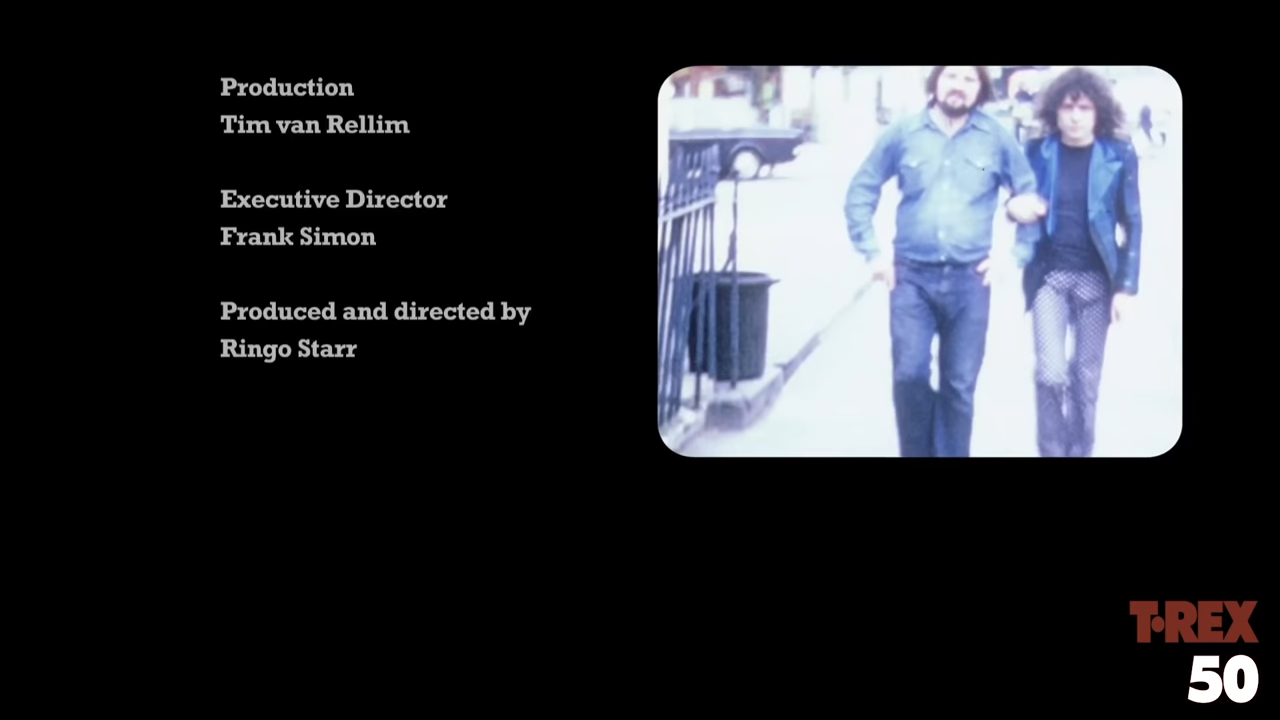 Production
Tim van Rellim
Executive Director
Frank Simon
Produced and directed by
Ringo Starr
T•REX
50